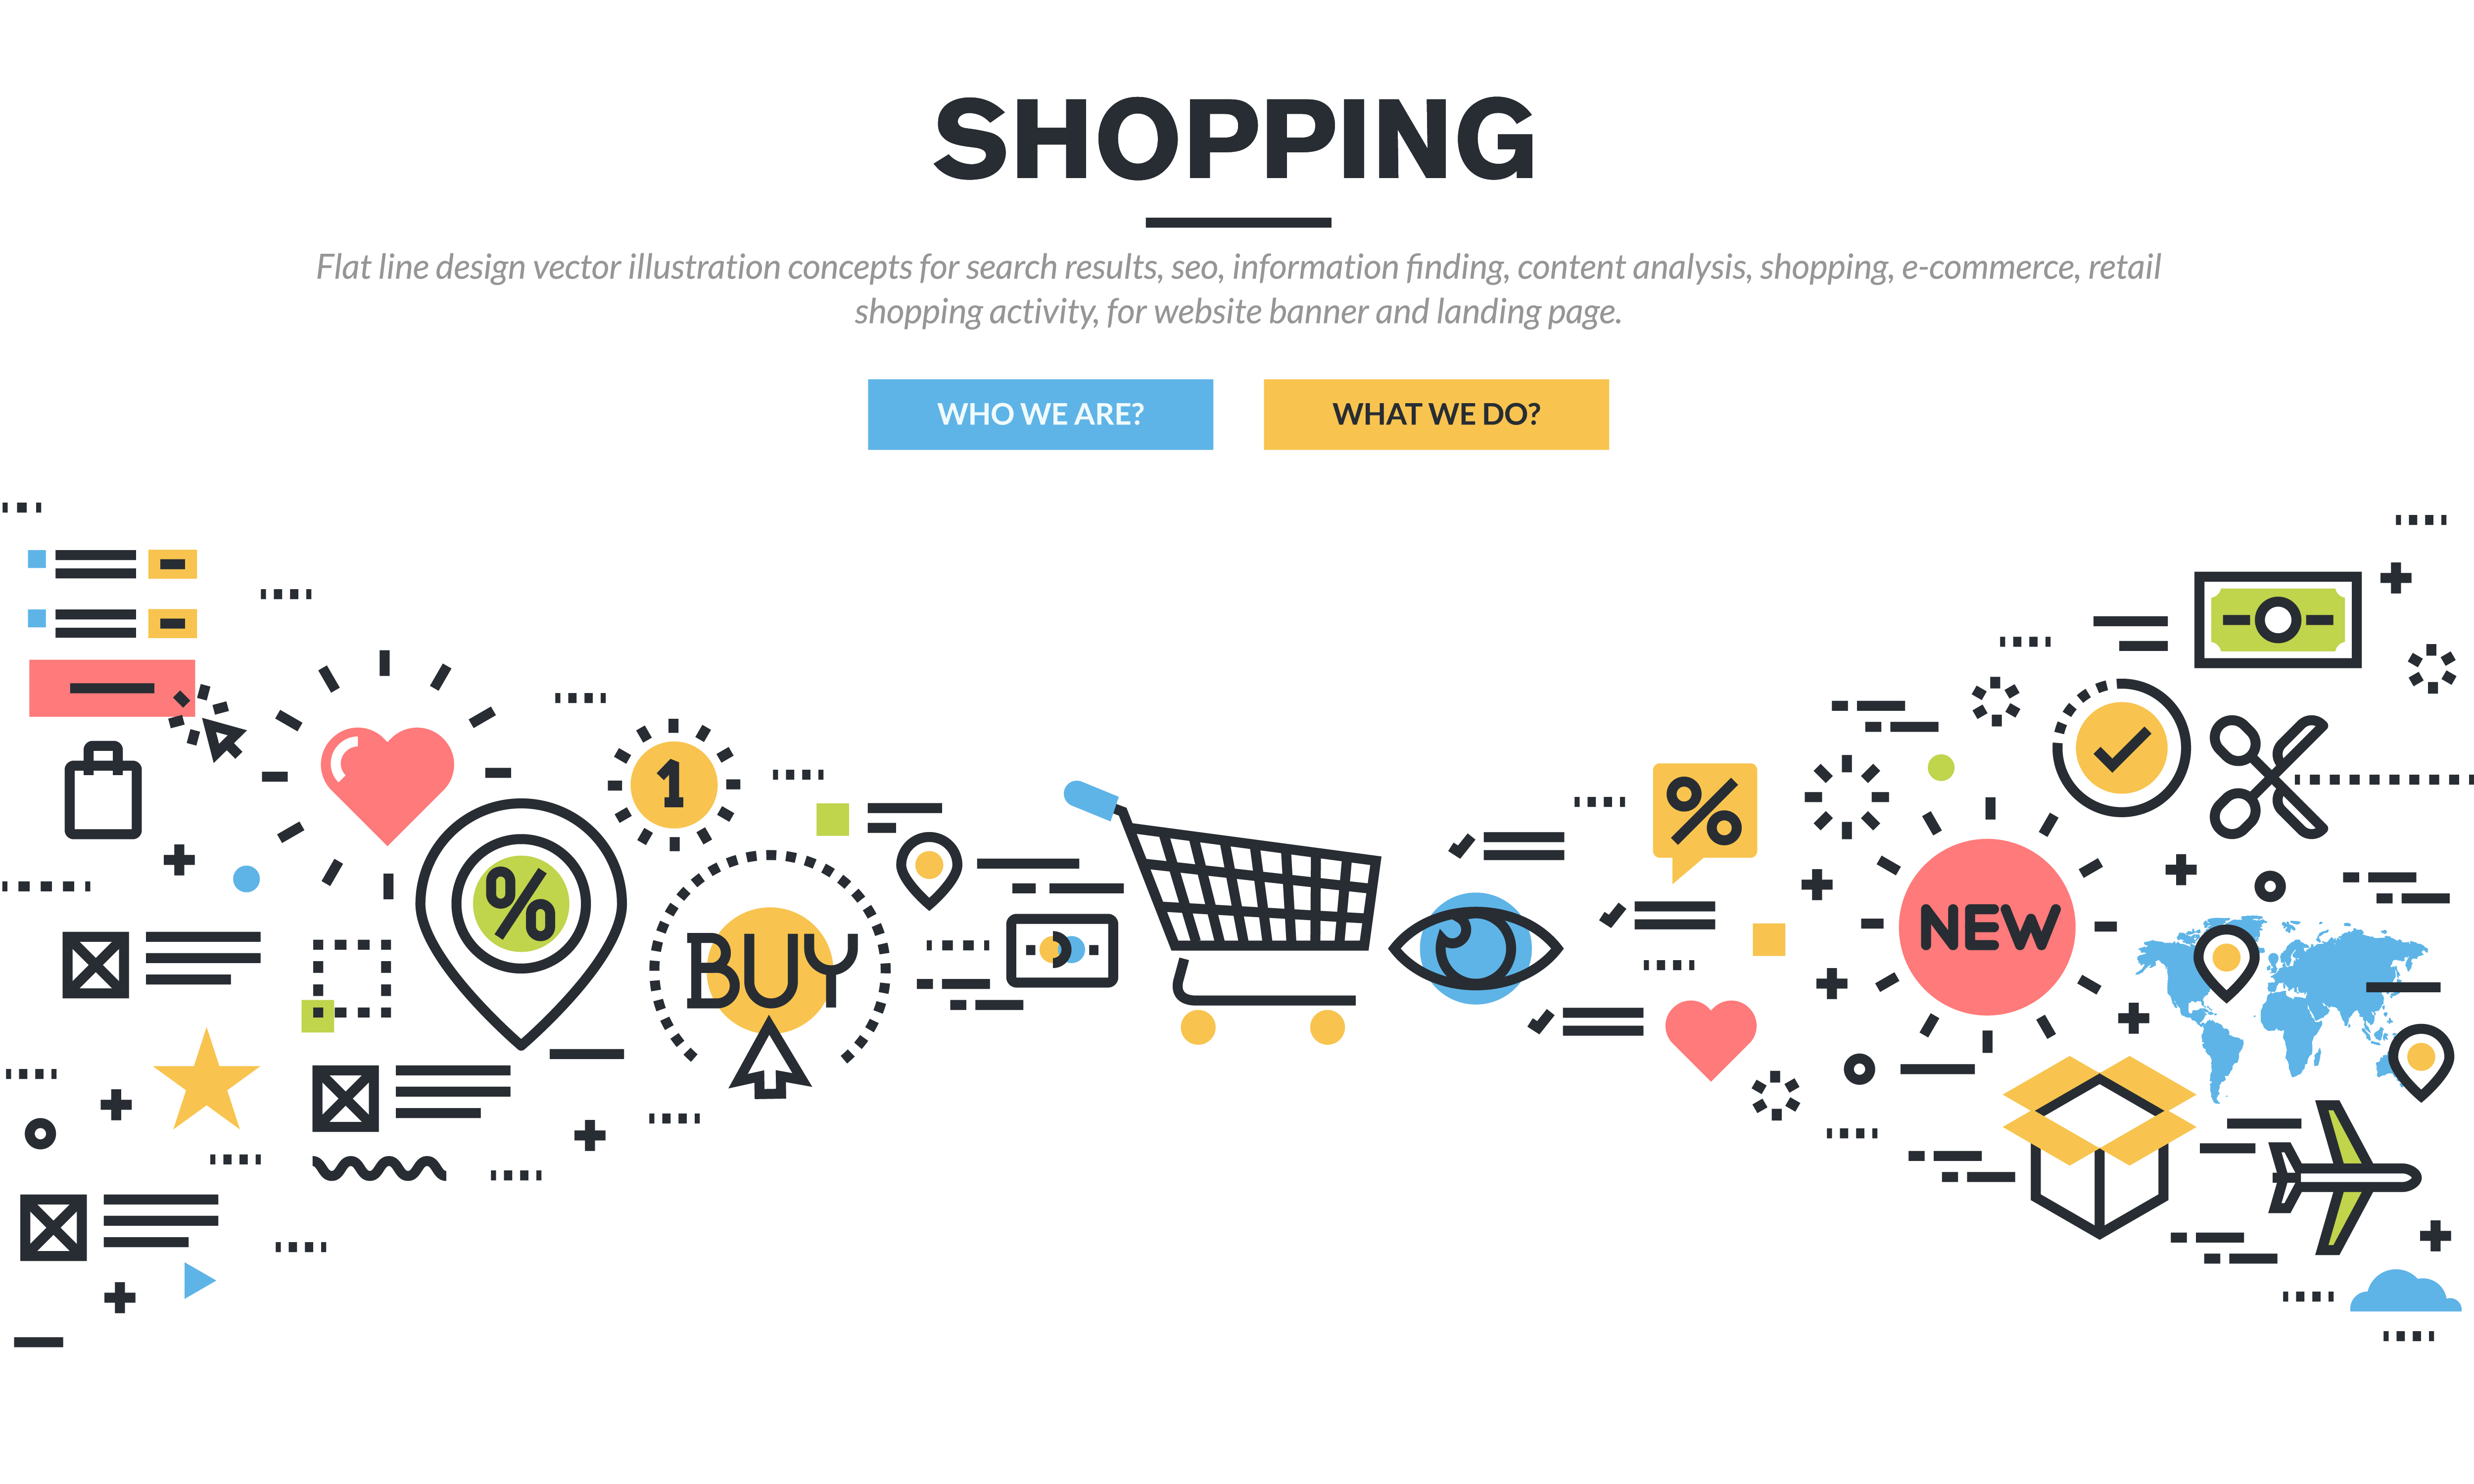 SHOPPING
Flat line design vector illustration concepts for search results, seo, information finding, content analysis, shopping, e-commerce, retail
shopping activity, for website banner and landing page.
WHO WE ARE?
WHAT WE DO?
1
%
%
BUY
NEW